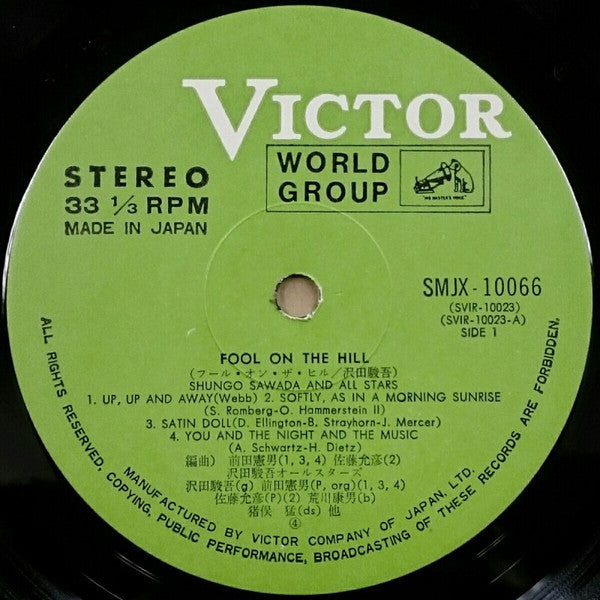 VICTOR
WORLD
GROUP
"HIS MASTER'S VOICE"
STEREO
33 1/3 RPM
MADE IN JAPAN
SMJX-10066
(SVIR-10023)
(SVIR-10023-A)
SIDE 1
FOOL ON THE HILL
(フール・オン・ザ・ヒル/沢田駿吾)
SHUNGO SAWADA AND ALL STARS
1. UP, UP AND AWAY(Webb) 2. SOFTLY, AS IN A MORNING SUNRISE
(S. Romberg-O. Hammerstein II)
3. SATIN DOLL(D. Ellington-B. Strayhorn-J. Mercer)
4. YOU AND THE NIGHT AND THE MUSIC
(A. Schwartz-H. Dietz)
編曲) 前田憲男(1, 3, 4) 佐藤允彦(2)
沢田駿吾オールスターズ
沢田駿吾(g) 前田憲男(P, org)(1, 3, 4)
佐藤允彦(P)(2) 荒川康男(b)
猪俣 猛(ds) 他
④
ALL RIGHTS RESERVED. COPYING, PUBLIC PERFORMANCE, BROADCASTING OF THESE RECORDS ARE FORBIDDEN.
MANUFACTURED BY VICTOR COMPANY OF JAPAN, LTD.